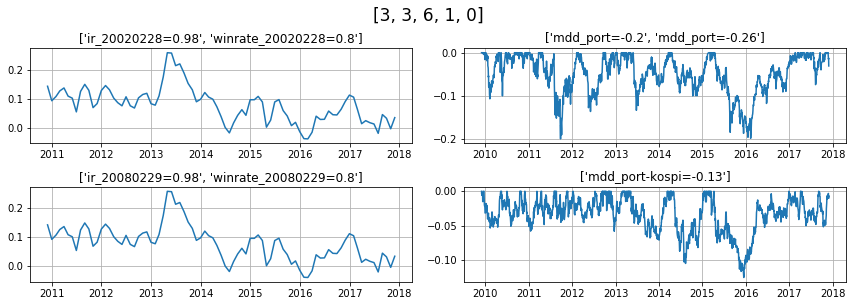 [3, 3, 6, 1, 0]
['ir_20020228=0.98', 'winrate_20020228=0.8']
0.2
0.1
0.0
2011 2012 2013 2014 2015 2016 2017 2018
['mdd_port=-0.2', 'mdd_port=-0.26']
0.0
−0.1
−0.2
2010 2011 2012 2013 2014 2015 2016 2017 2018
['ir_20080229=0.98', 'winrate_20080229=0.8']
0.2
0.1
0.0
2011 2012 2013 2014 2015 2016 2017 2018
['mdd_port-kospi=-0.13']
0.00
−0.05
−0.10
2010 2011 2012 2013 2014 2015 2016 2017 2018